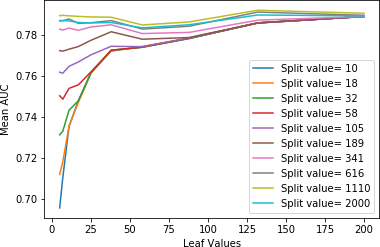 0.78
0.76
0.74
0.72
0.70
Mean AUC
Split value= 10
Split value= 18
Split value= 32
Split value= 58
Split value= 105
Split value= 189
Split value= 341
Split value= 616
Split value= 1110
Split value= 2000
0 25 50 75 100 125 150 175 200
Leaf Values